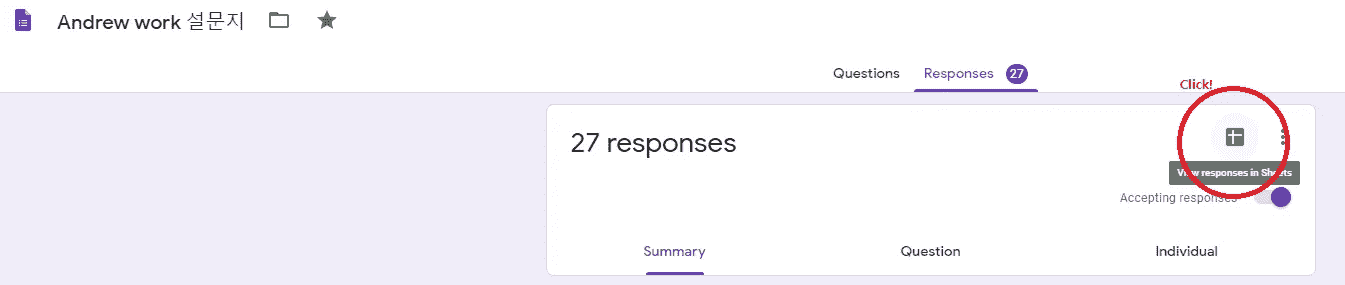 Andrew work 설문지
Questions
Responses 27
Click!
27 responses
View responses in Sheets
Accepting responses
Summary
Question
Individual